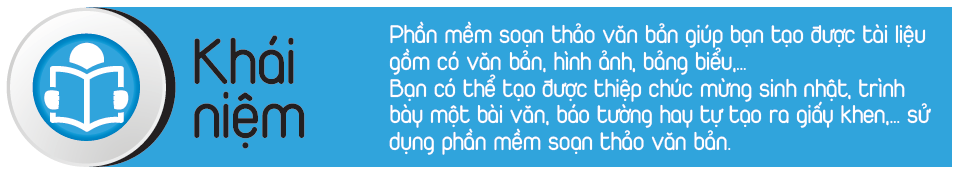 Khái
niệm
Phần mềm soạn thảo văn bản giúp bạn tạo được tài liệu
gồm có văn bản, hình ảnh, bảng biểu,...
Bạn có thể tạo được thiệp chúc mừng sinh nhật, trình
bày một bài văn, báo tường hay tự tạo ra giấy khen,... sử
dụng phần mềm soạn thảo văn bản.